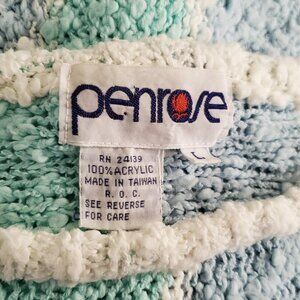 penrose
L
RN 24139
100% ACRYLIC
MADE IN TAIWAN
R. O. C.
SEE REVERSE
FOR CARE